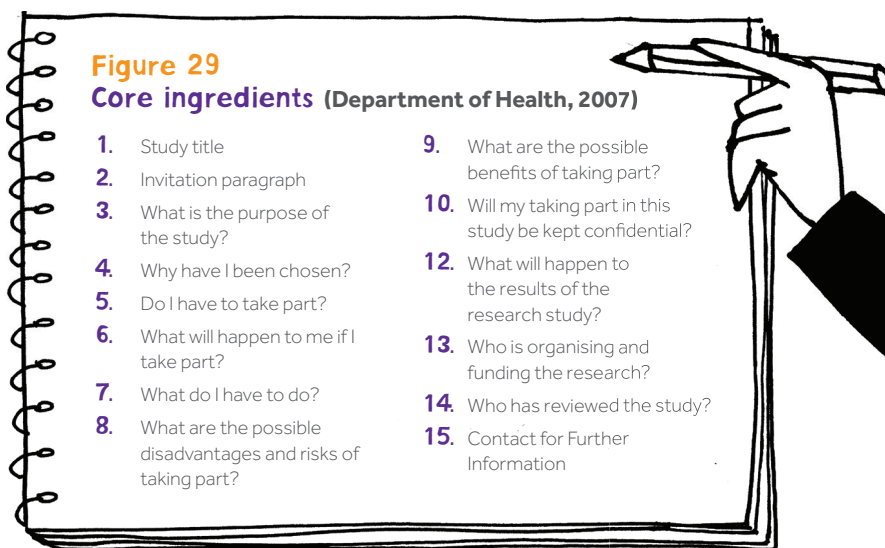 Figure 29
Core ingredients (Department of Health, 2007)
1. Study title
2. Invitation paragraph
3. What is the purpose of
the study?
4. Why have I been chosen?
5. Do I have to take part?
6. What will happen to me if I
take part?
7. What do I have to do?
8. What are the possible
disadvantages and risks of
taking part?
9. What are the possible
benefits of taking part?
10. Will my taking part in this
study be kept confidential?
12. What will happen to
the results of the
research study?
13. Who is organising and
funding the research?
14. Who has reviewed the study?
15. Contact for Further
Information